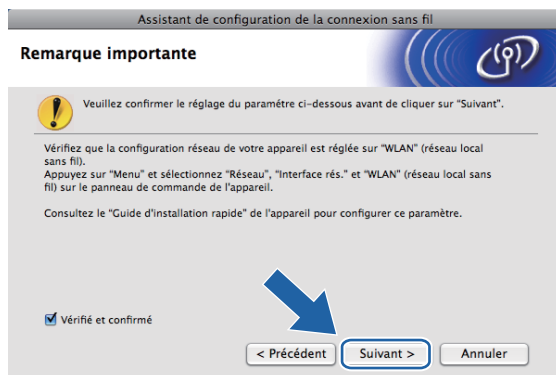 Assistant de configuration de la connexion sans fil
Remarque importante
Veuillez confirmer le réglage du paramétre ci-dessous avant de cliquer sur "Suivant".
Vérifiez que la configuration réseau de votre appareil est réglée sur "WLAN" (réseau local
sans fil).
Appuyez sur "Menu" et sélectionnez "Réseau", "Interface rés." et "WLAN" (réseau local sans
fil) sur le panneau de commande de l'appareil.
Consultez le "Guide d'installation rapide" de l'appareil pour configurer ce paramètre.
Vérifié et confirmé
< Précédent
Suivant >
Annuler